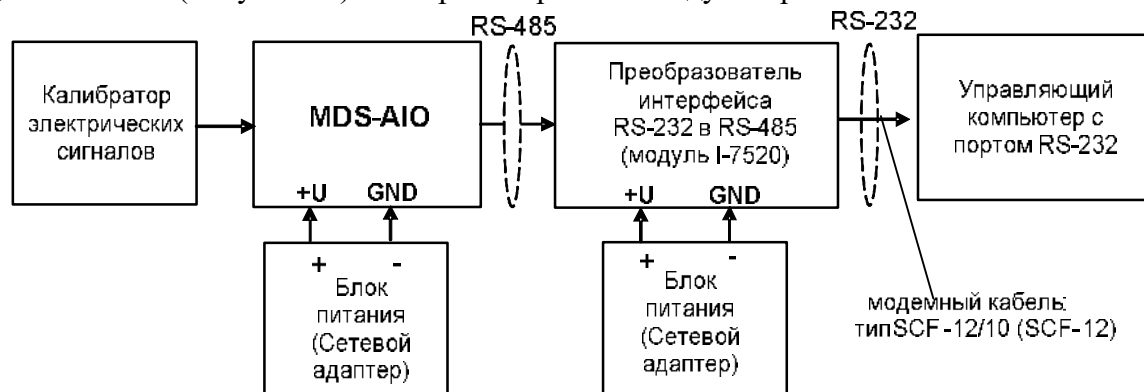 RS-485
RS-232
Калибратор
электрических
сигналов
MDS-AIO
+U GND
Преобразователь
интерфейса
RS-232 в RS-485
(модуль I-7520)
+U GND
Управляющий
компьютер с
портом RS-232
+ -
Блок
питания
(Сетевой
адаптер)
+ -
Блок
питания
(Сетевой
адаптер)
модемный кабель:
типSCF-12/10 (SCF-12)